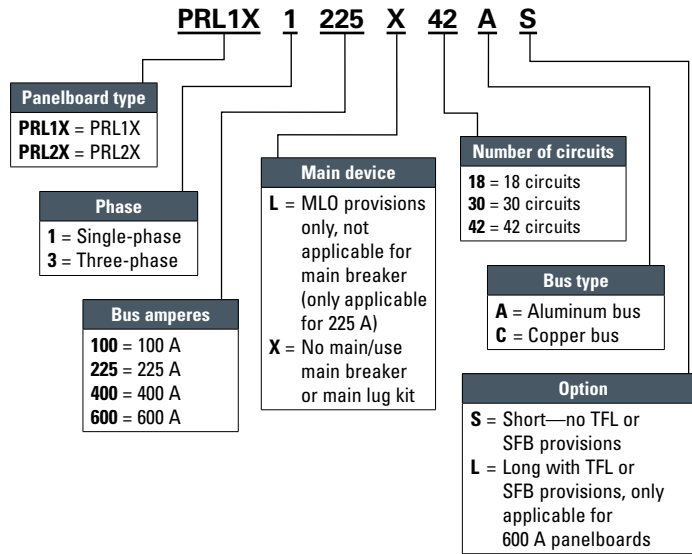 PRL1X 1 225 X 42 A S
Panelboard type
PRL1X = PRL1X
PRL2X = PRL2X
Phase
1 = Single-phase
3 = Three-phase
Bus amperes
100 = 100 A
225 = 225 A
400 = 400 A
600 = 600 A
Main device
L = MLO provisions
only, not
applicable for
main breaker
(only applicable
for 225 A)
X = No main/use
main breaker
or main lug kit
Number of circuits
18 = 18 circuits
30 = 30 circuits
42 = 42 circuits
Bus type
A = Aluminum bus
C = Copper bus
Option
S = Short—no TFL or
SFB provisions
L = Long with TFL or
SFB provisions, only
applicable for
600 A panelboards